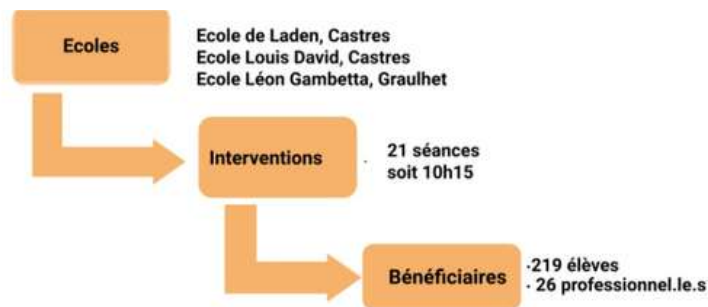 Ecoles
Ecole de Laden, Castres
Ecole Louis David, Castres
Ecole Léon Gambetta, Graulhet
Interventions
· 21 séances
soit 10h15
Bénéficiaires
·219 élèves
· 26 professionnel.le.s